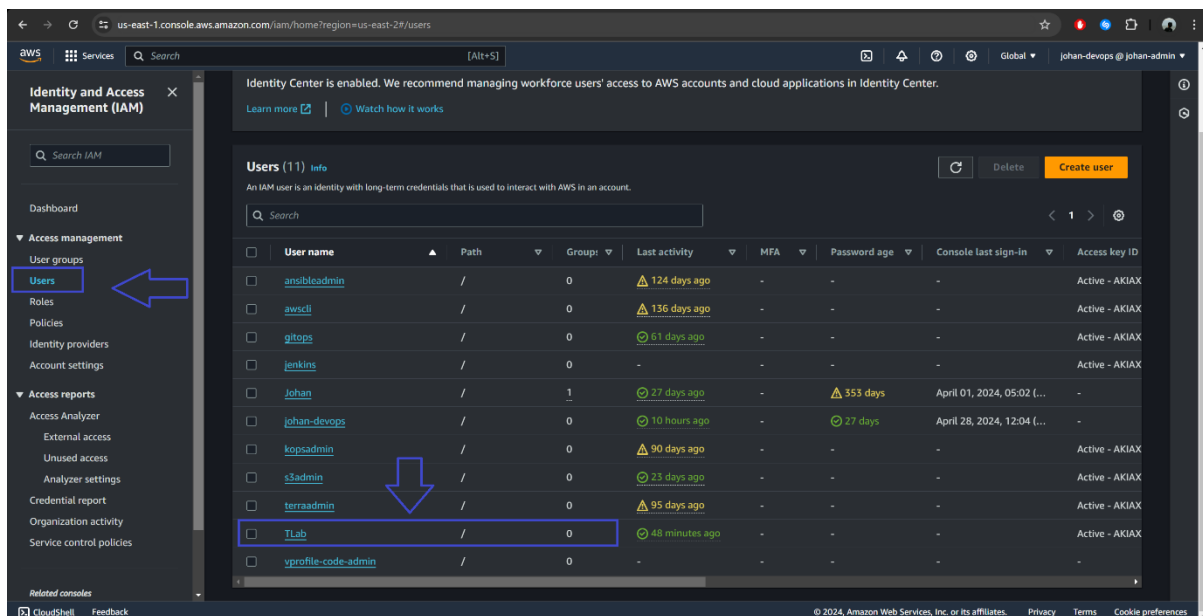 us-east-1.console.aws.amazon.com/iam/home?region=us-east-2#/users
aws Services Search [Alt+S] Global johan-devops @ johan-admin
Identity and Access Management (IAM)
Search IAM
Dashboard
Access management
User groups
Users
Roles
Policies
Identity providers
Account settings
Access reports
Access Analyzer
External access
Unused access
Analyzer settings
Credential report
Organization activity
Service control policies
Related consoles
Identity Center is enabled. We recommend managing workforce users' access to AWS accounts and cloud applications in Identity Center.
Learn more | Watch how it works
Users (11) Info
Delete Create user
An IAM user is an identity with long-term credentials that is used to interact with AWS in an account.
Search
< 1 >
User name Path Group: Last activity MFA Password age Console last sign-in Access key ID
ansibleadmin / 0 124 days ago - - - Active - AKIAX
awscli / 0 136 days ago - - - Active - AKIAX
gitops / 0 61 days ago - - - Active - AKIAX
jenkins / 0 - - - - Active - AKIAX
Johan / 1 27 days ago - 353 days April 01, 2024, 05:02 (... -
johan-devops / 0 10 hours ago - 27 days April 28, 2024, 12:04 (... -
kopsadmin / 0 90 days ago - - - Active - AKIAX
s3admin / 0 23 days ago - - - Active - AKIAX
terraadmin / 0 95 days ago - - - Active - AKIAX
TLab / 0 48 minutes ago - - - Active - AKIAX
vprofile-code-admin / 0 - - - - -
CloudShell Feedback © 2024, Amazon Web Services, Inc. or its affiliates. Privacy Terms Cookie preferences